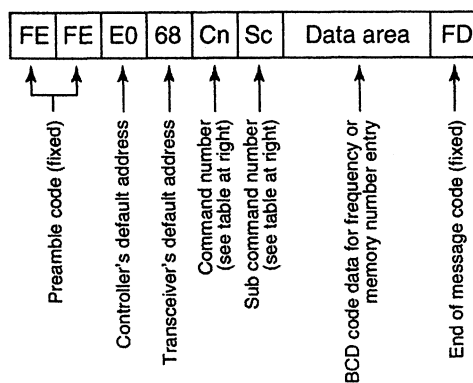 FE FE E0 68 Cn Sc Data area FD
Preamble code (fixed)
Controller's default address
Transceiver's default address
Command number
(see table at right)
Sub command number
(see table at right)
BCD code data for frequency or
memory number entry
End of message code (fixed)